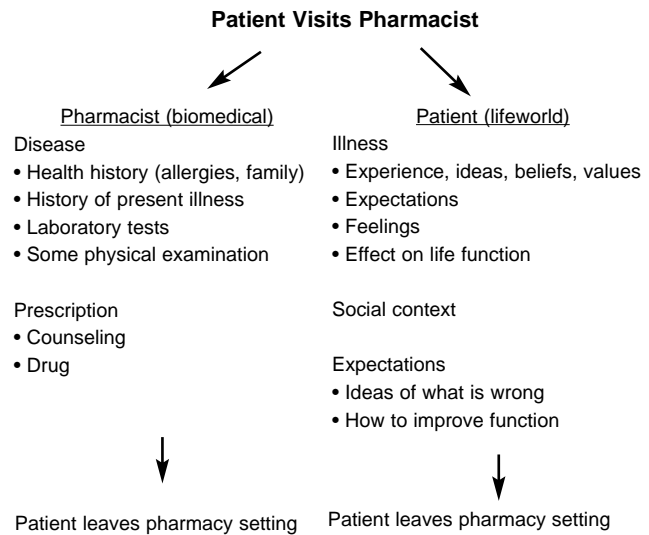 Patient Visits Pharmacist
Pharmacist (biomedical)
Disease
• Health history (allergies, family)
• History of present illness
• Laboratory tests
• Some physical examination
Prescription
• Counseling
• Drug
Patient leaves pharmacy setting
Patient (lifeworld)
Illness
• Experience, ideas, beliefs, values
• Expectations
• Feelings
• Effect on life function
Social context
Expectations
• Ideas of what is wrong
• How to improve function
Patient leaves pharmacy setting